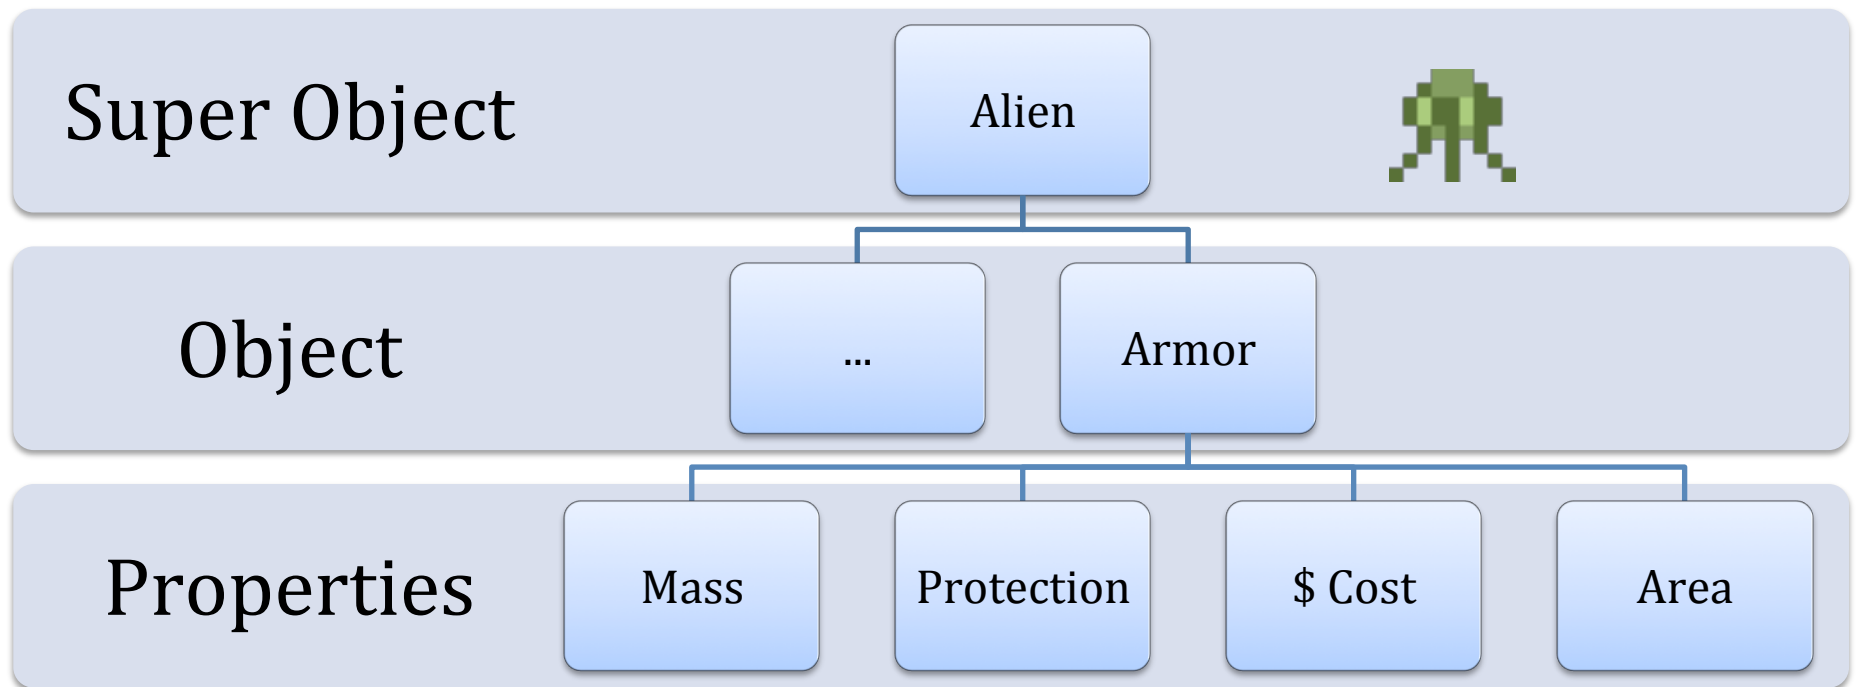 Super Object
Alien
Object
...
Armor
Properties
Mass
Protection
$ Cost
Area